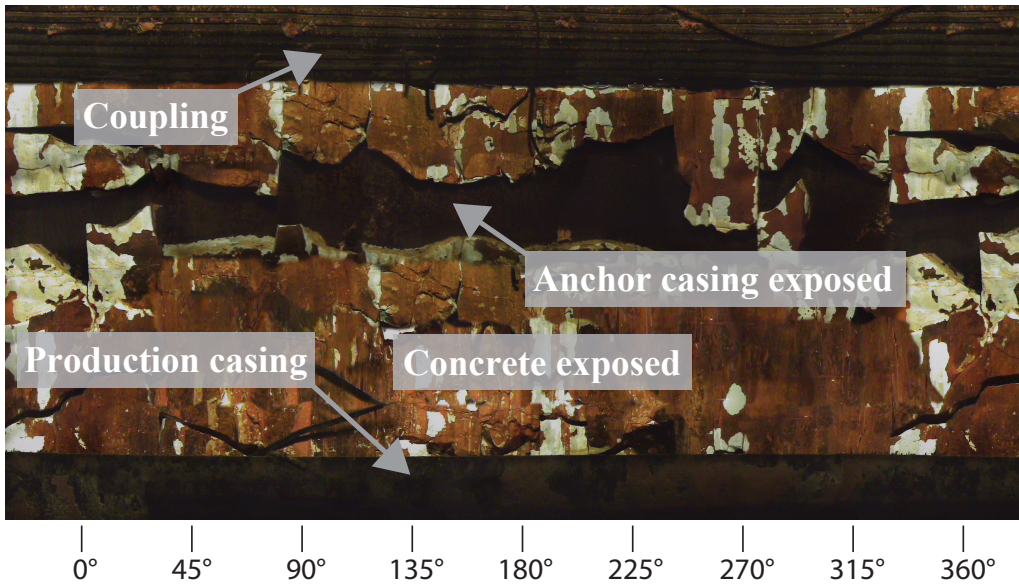 Coupling
Anchor casing exposed
Production casing
Concrete exposed
0° 45° 90° 135° 180° 225° 270° 315° 360°